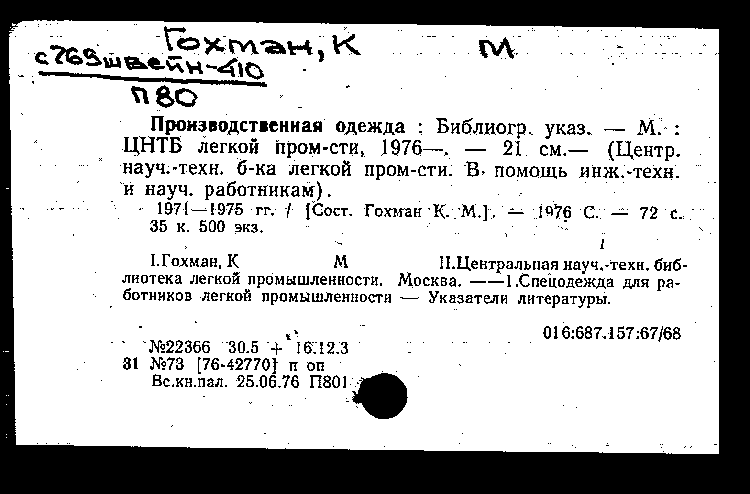 Гохман, К М
с769швейн-410
П80
Производственная одежда : Библиогр. указ. — М. :
ЦНТБ легкой пром-сти, 1976—. — 21 см.— (Центр.
науч.-техн. б-ка легкой пром-сти. В помощь инж.-техн.
и науч. работникам).
1971—1975 гг. / [Сост. Гохман К. М.]. — 1976 С. — 72 с.
35 к. 500 экз.
I.Гохман, К М II.Центральная науч.-техн. биб-
лиотека легкой промышленности. Москва. ——1.Спецодежда для ра-
ботников легкой промышленности — Указатели литературы.
016:687.157:67/68
№22366 30.5 + 16.12.3
31 №73 [76-42770] п оп
Вс.кн.пал. 25.06.76 П801